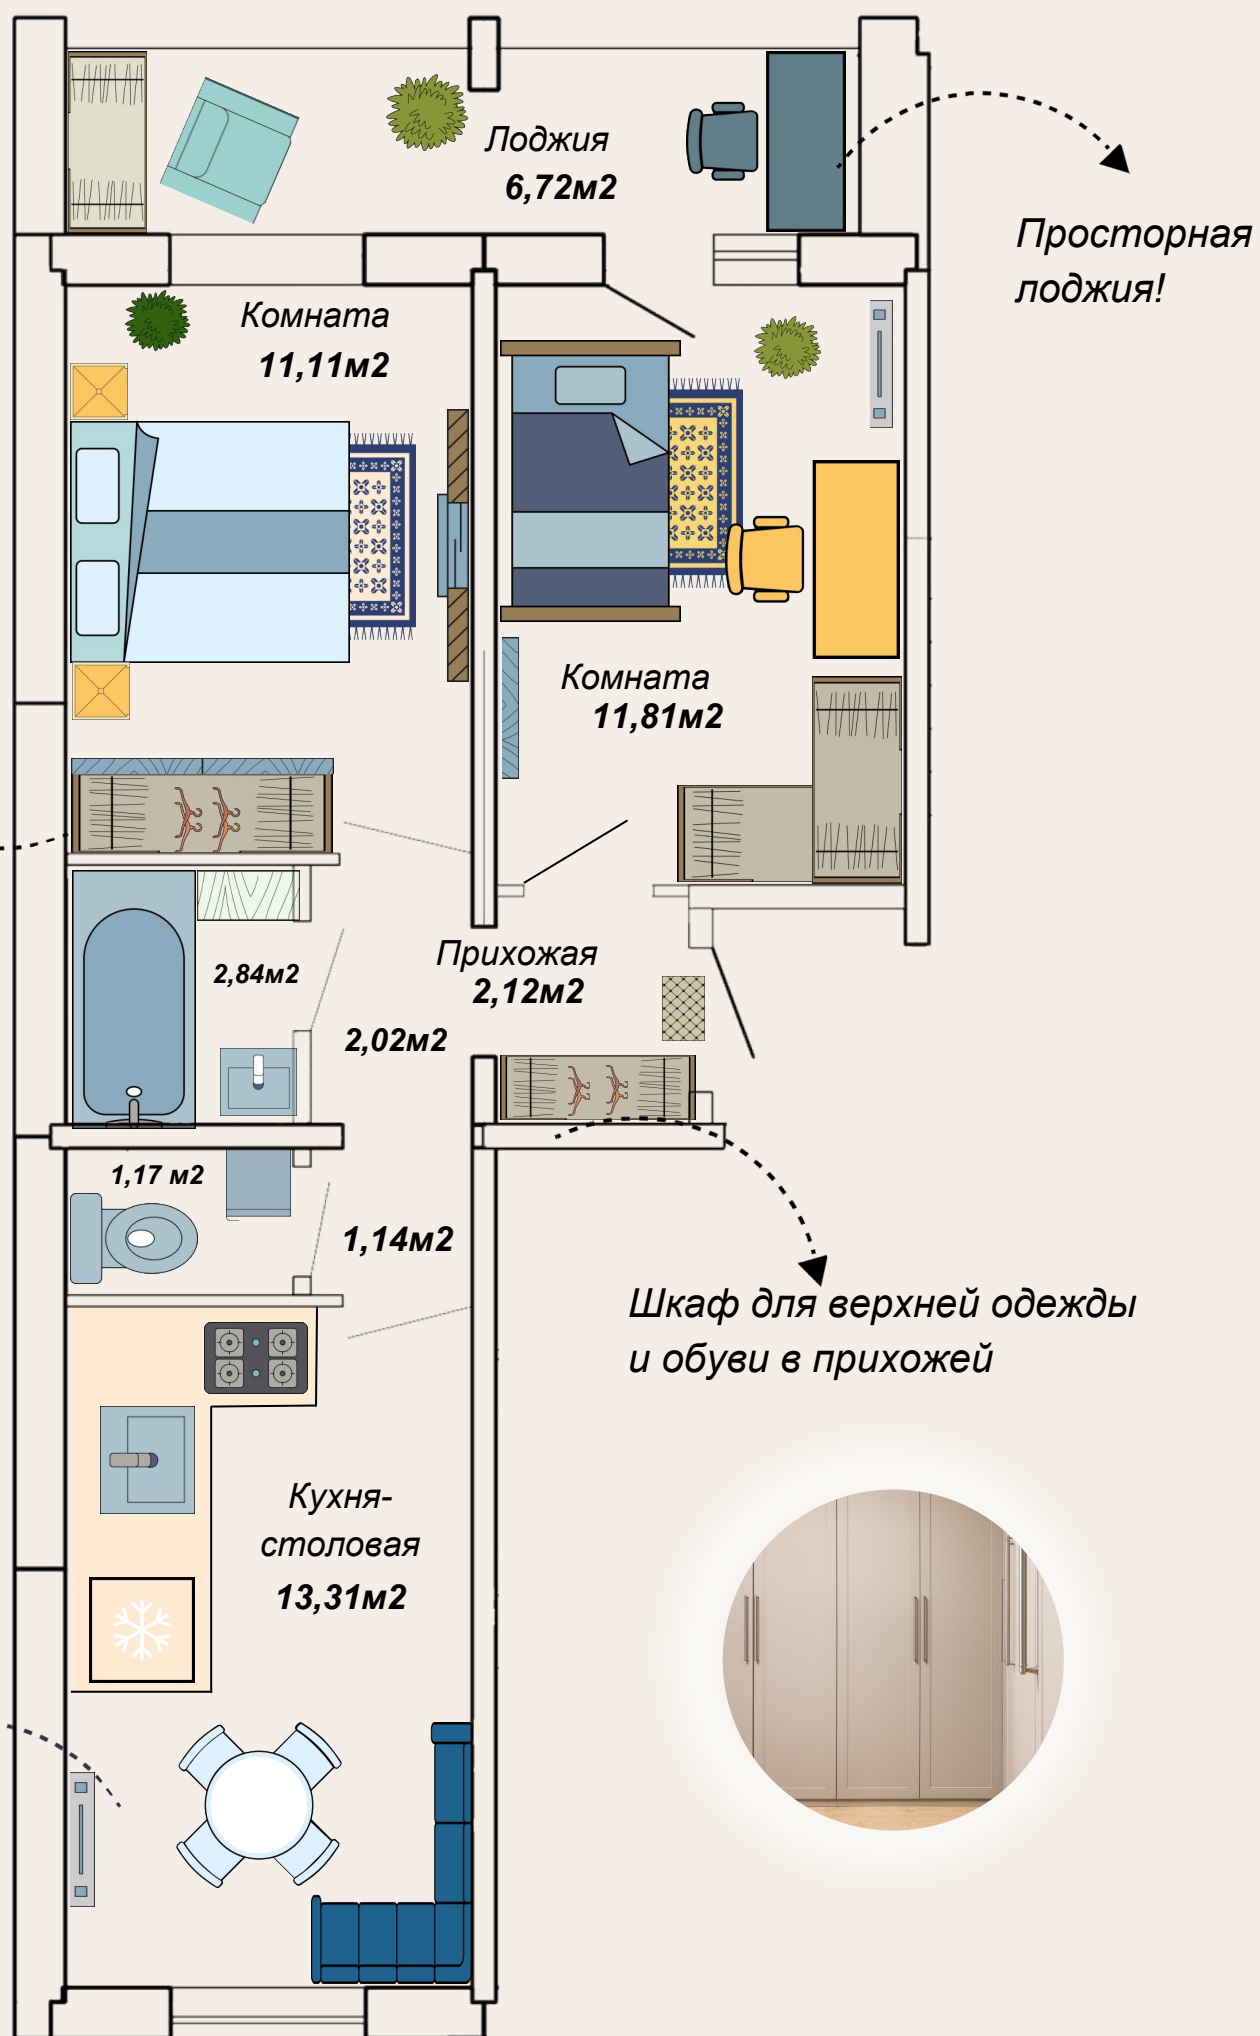 Лоджия
6,72м2
Просторная
лоджия!
Комната
11,11м2
Комната
11,81м2
Прихожая
2,12м2
2,84м2
2,02м2
1,17 м2
1,14м2
Шкаф для верхней одежды
и обуви в прихожей
Кухня-
столовая
13,31м2